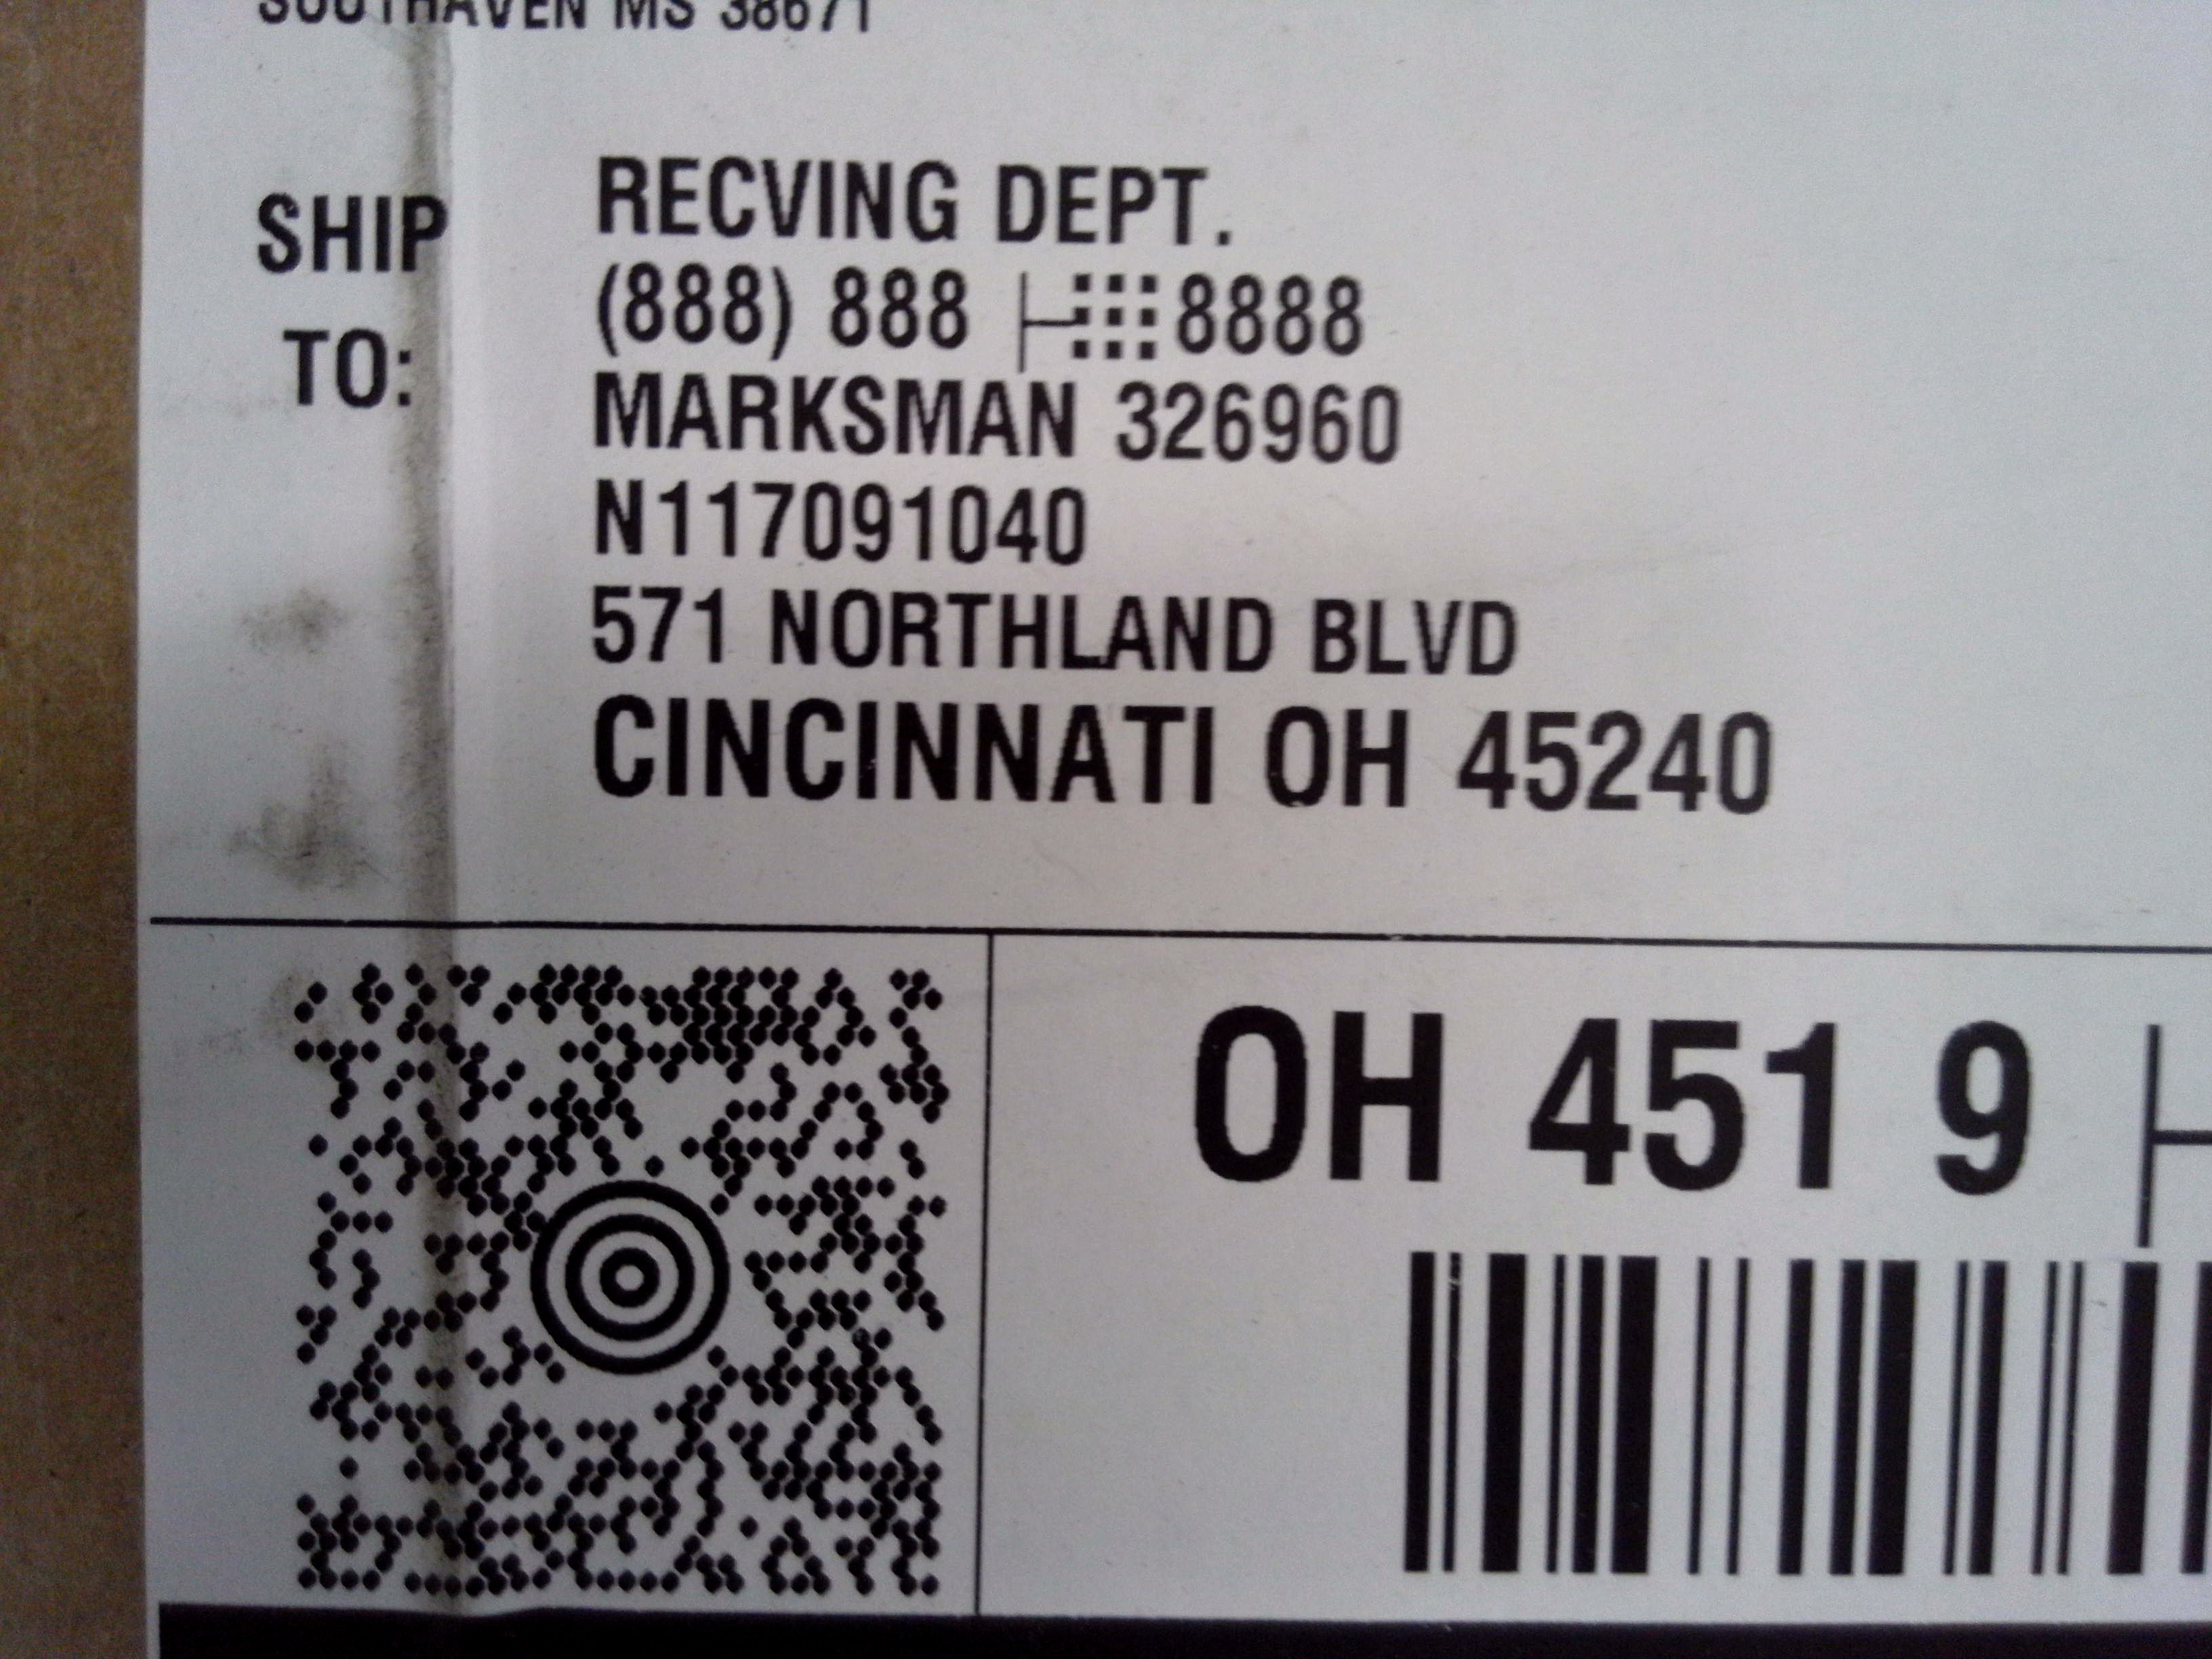 SOUTHAVEN MS 38671
SHIP TO:
RECVING DEPT.
(888) 888 8888
MARKSMAN 326960
N117091040
571 NORTHLAND BLVD
CINCINNATI OH 45240
OH 451 9